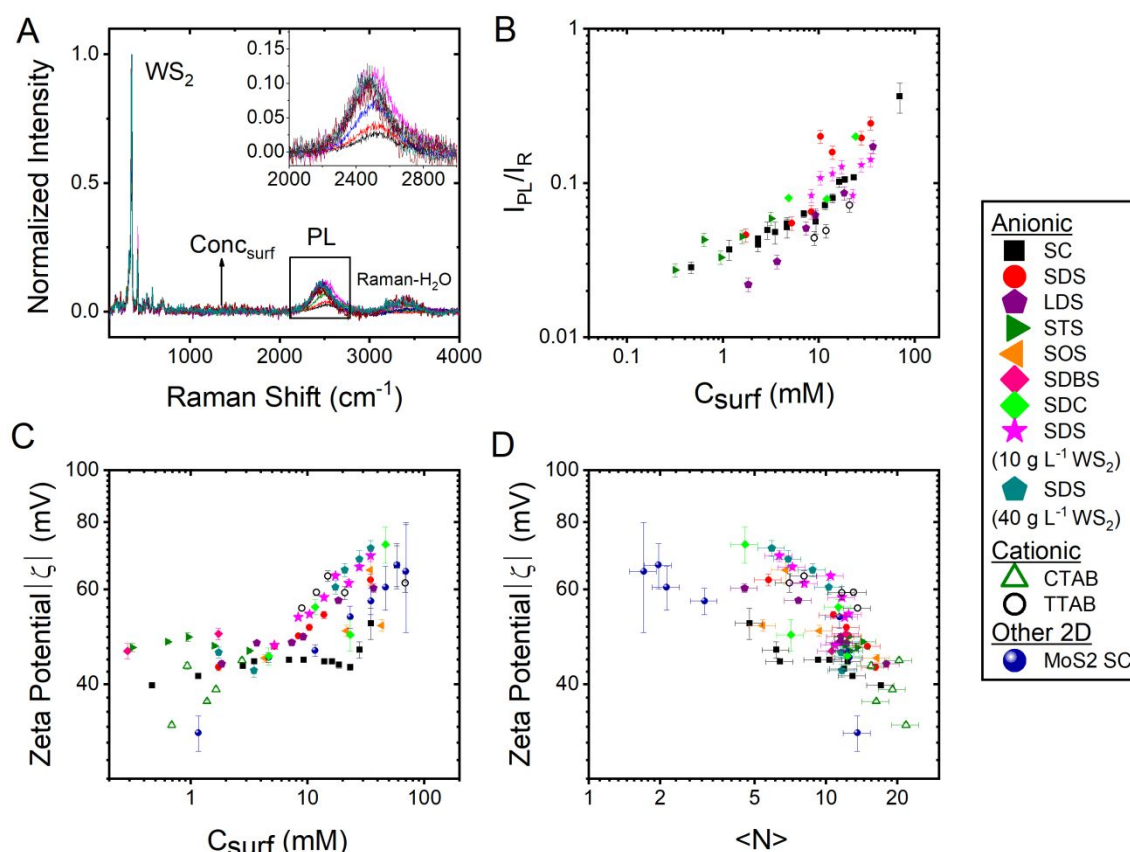 A
Normalized Intensity
1.0
0.5
0.0
WS2
Concsurf
PL
Raman-H2O
0.15
0.10
0.05
0.00
2000 2400 2800
1000 2000 3000 4000
Raman Shift (cm-1)
B
IPL/IR
1
0.1
0.01
0.1 1 10 100
Csurf (mM)
C
Zeta Potential |ζ| (mV)
100
80
60
40
1 10 100
Csurf (mM)
D
Zeta Potential |ζ| (mV)
100
80
60
40
1 2 5 10 20
<N>
Anionic
SC
SDS
LDS
STS
SOS
SDBS
SDC
SDS
(10 g L-1 WS2)
SDS
(40 g L-1 WS2)
Cationic
CTAB
TTAB
Other 2D
MoS2 SC